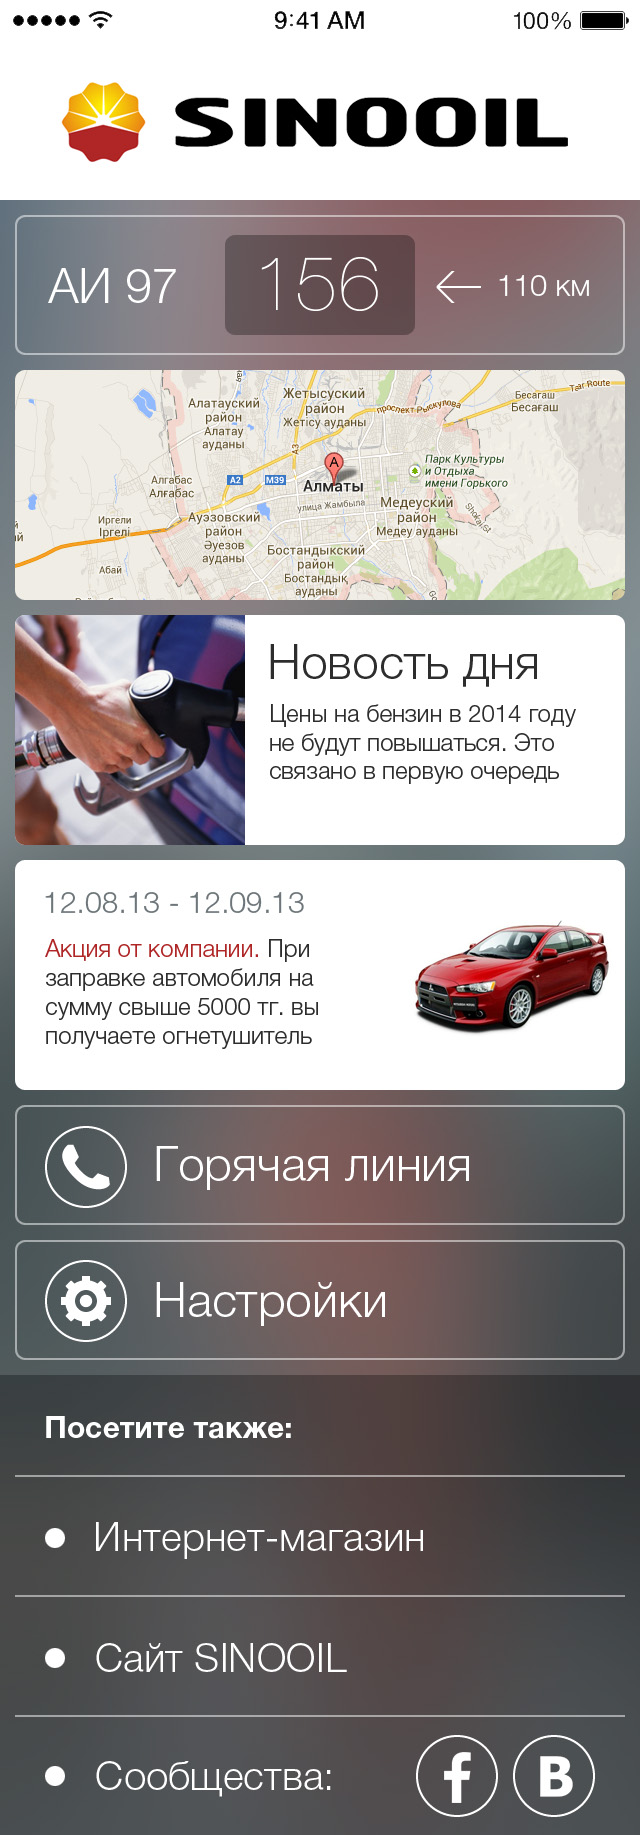 9:41 AM 100%
SINOOIL
АИ 97 156 110 км
Tar Route
Жетысуский
район
Жетісу ауданы
проспект Рыскулова
Бесагаш
Бесағаш
Алатауский
район
Алатау
ауданы
A3
A2 M39
A
Алматы
Парк Культуры
и Отдыха
имени Горького
Алгабас
Алғабас
улица Жамбыла
Медеуский
район
Медеу ауданы
Иргели
Іргелі
Ауэзовский
район
Әуезов
ауданы
Бостандыкский
район
Бостандық
ауданы
Абай
Новость дня
Цены на бензин в 2014 году
не будут повышаться. Это
связано в первую очередь
12.08.13 - 12.09.13
Акция от компании. При
заправке автомобиля на
сумму свыше 5000 тг. вы
получаете огнетушитель
Горячая линия
Настройки
Посетите также:
Интернет-магазин
Сайт SINOOIL
Сообщества: f B